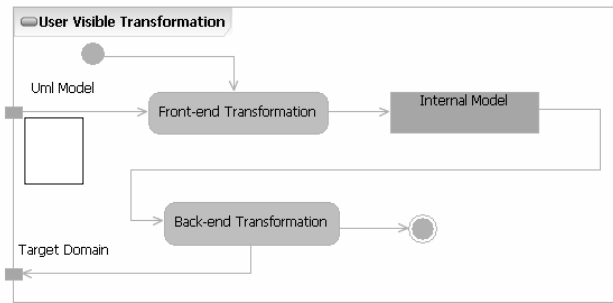 User Visible Transformation
Uml Model
Front-end Transformation
Internal Model
Back-end Transformation
Target Domain